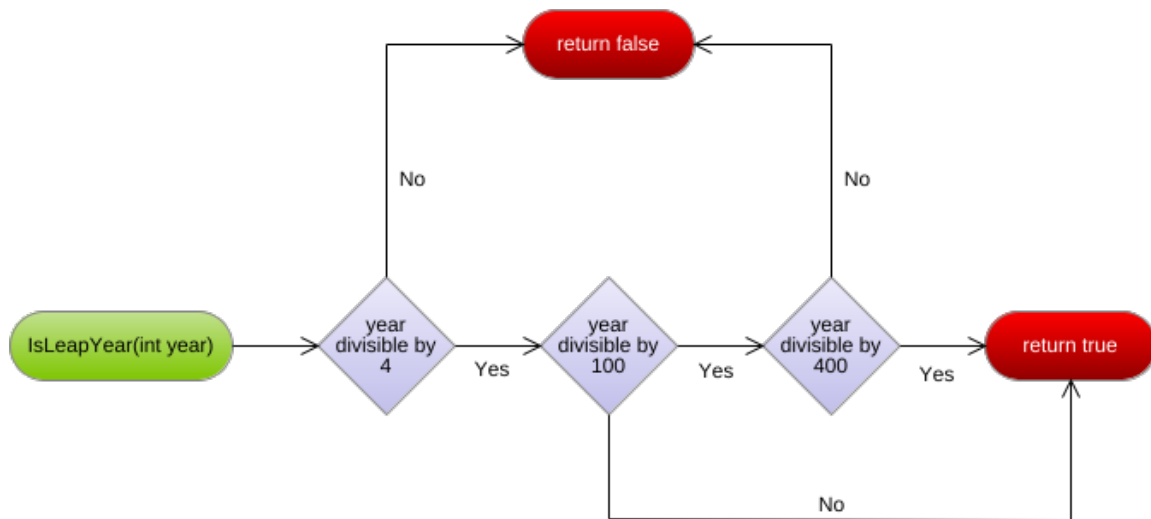 return false
No
No
IsLeapYear(int year)
year
divisible by
4
Yes
year
divisible by
100
Yes
year
divisible by
400
Yes
return true
No